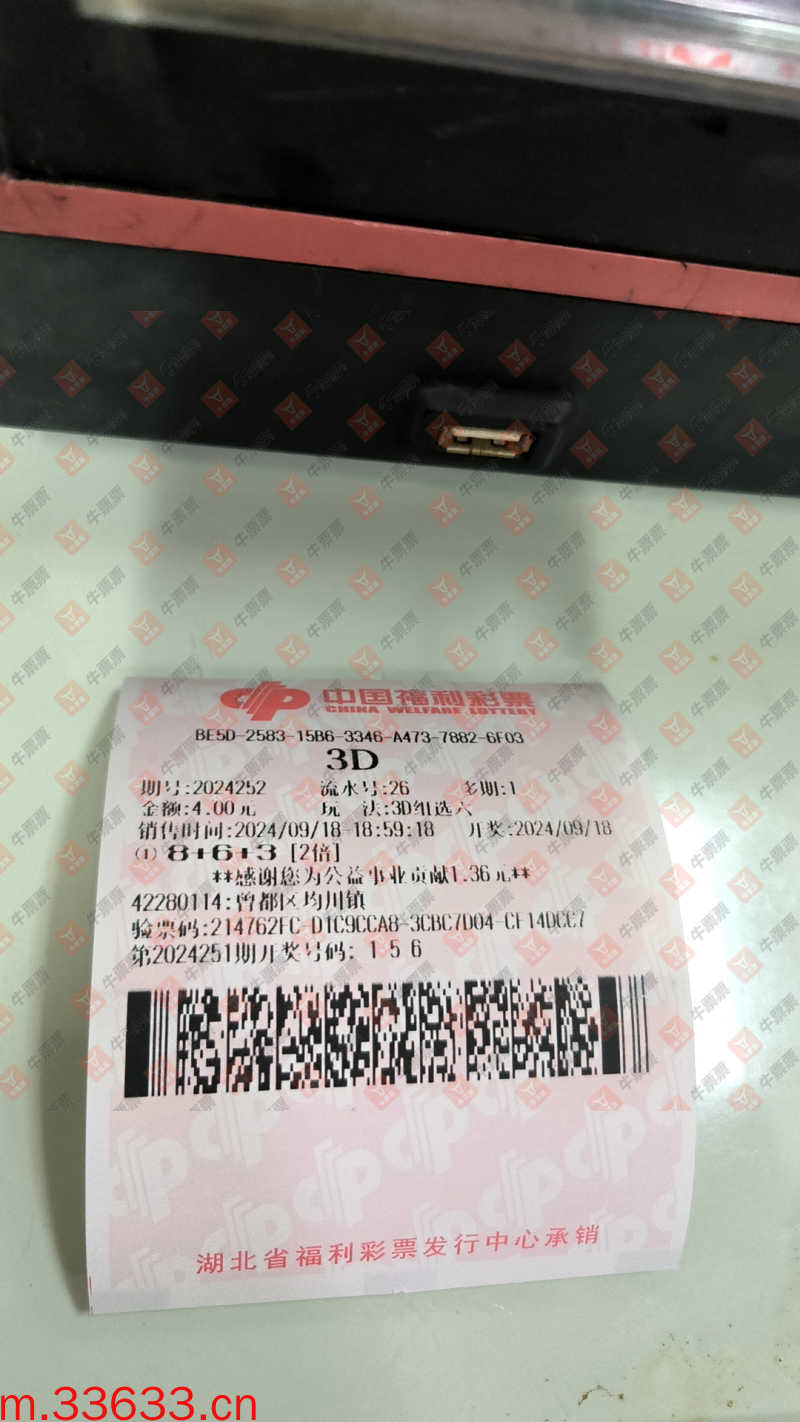 中国福利彩票
CHINA WELFARE LOTTERY
BE5D-2583-15B6-3346-A473-7882-6F03
3D
期号:2024252 流水号:26 多期:1
金额:4.00元 玩 法:3D组选六
销售时间:2024/09/18-18:59:18 开奖:2024/09/18
(1) 8+6+3 [2倍]
**感谢您为公益事业贡献1.36元**
42280114:曾都区均川镇
验票码:214762FC-D1C9CCA8-3CBC7D04-CF14DCC7
第2024251期开奖号码: 1 5 6
湖北省福利彩票发行中心承销
牛票票
m.33633.cn